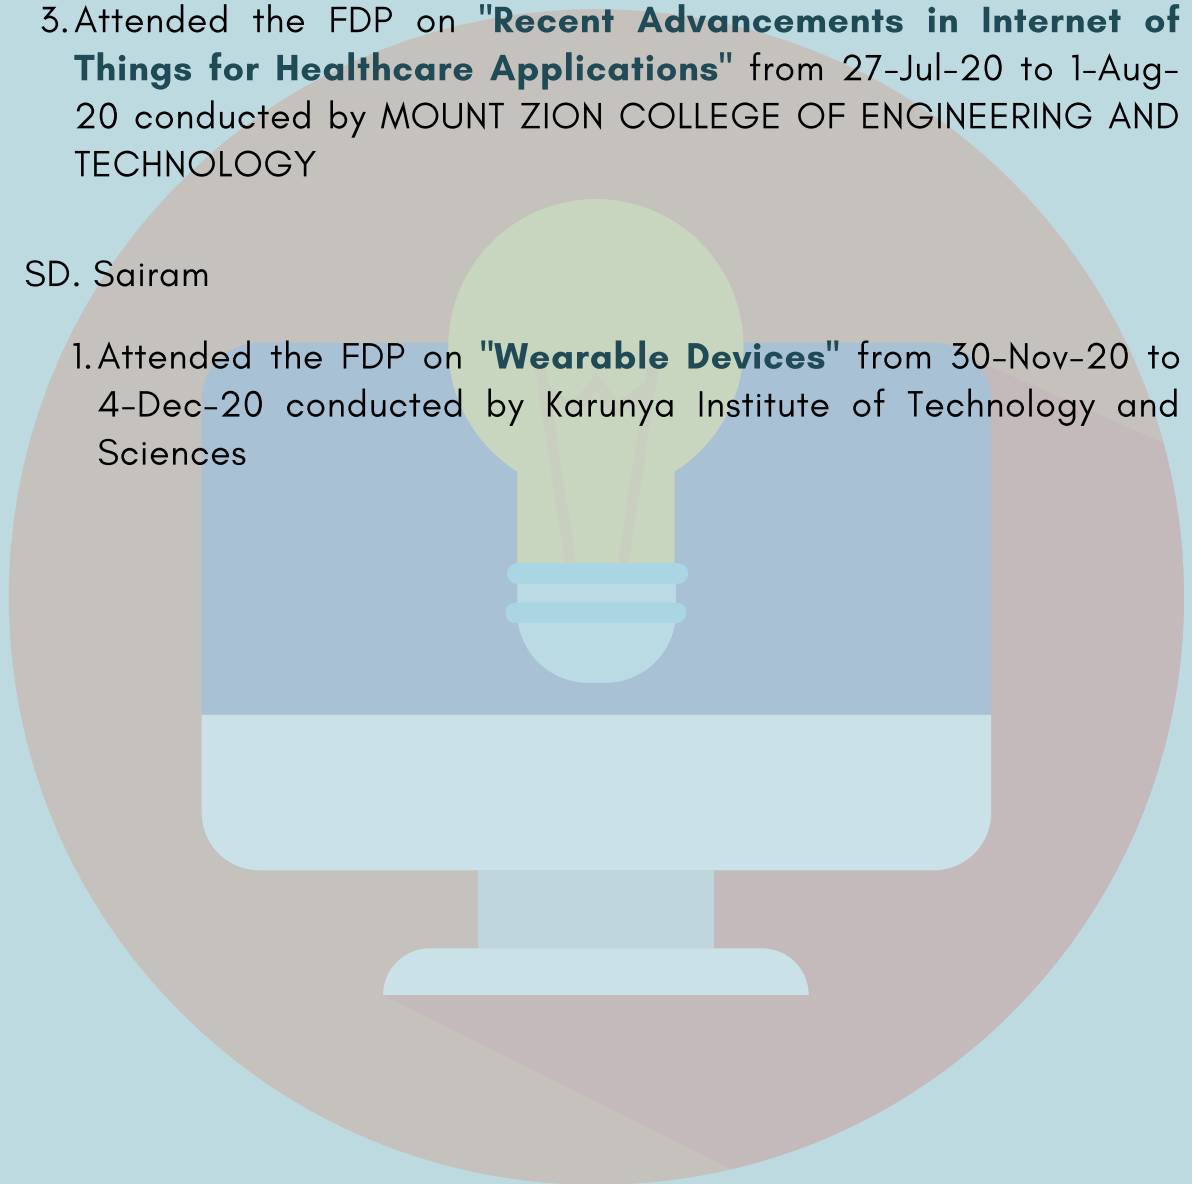 3. Attended the FDP on "Recent Advancements in Internet of
Things for Healthcare Applications" from 27-Jul-20 to 1-Aug-
20 conducted by MOUNT ZION COLLEGE OF ENGINEERING AND
TECHNOLOGY
SD. Sairam
1. Attended the FDP on "Wearable Devices" from 30-Nov-20 to
4-Dec-20 conducted by Karunya Institute of Technology and
Sciences